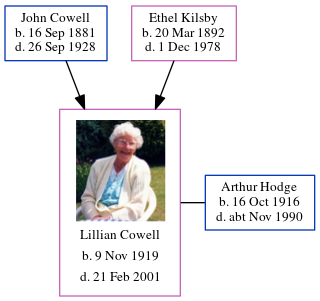 John Cowell
b. 16 Sep 1881
d. 26 Sep 1928
Ethel Kilsby
b. 20 Mar 1892
d. 1 Dec 1978
Lillian Cowell
b. 9 Nov 1919
d. 21 Feb 2001
Arthur Hodge
b. 16 Oct 1916
d. abt Nov 1990